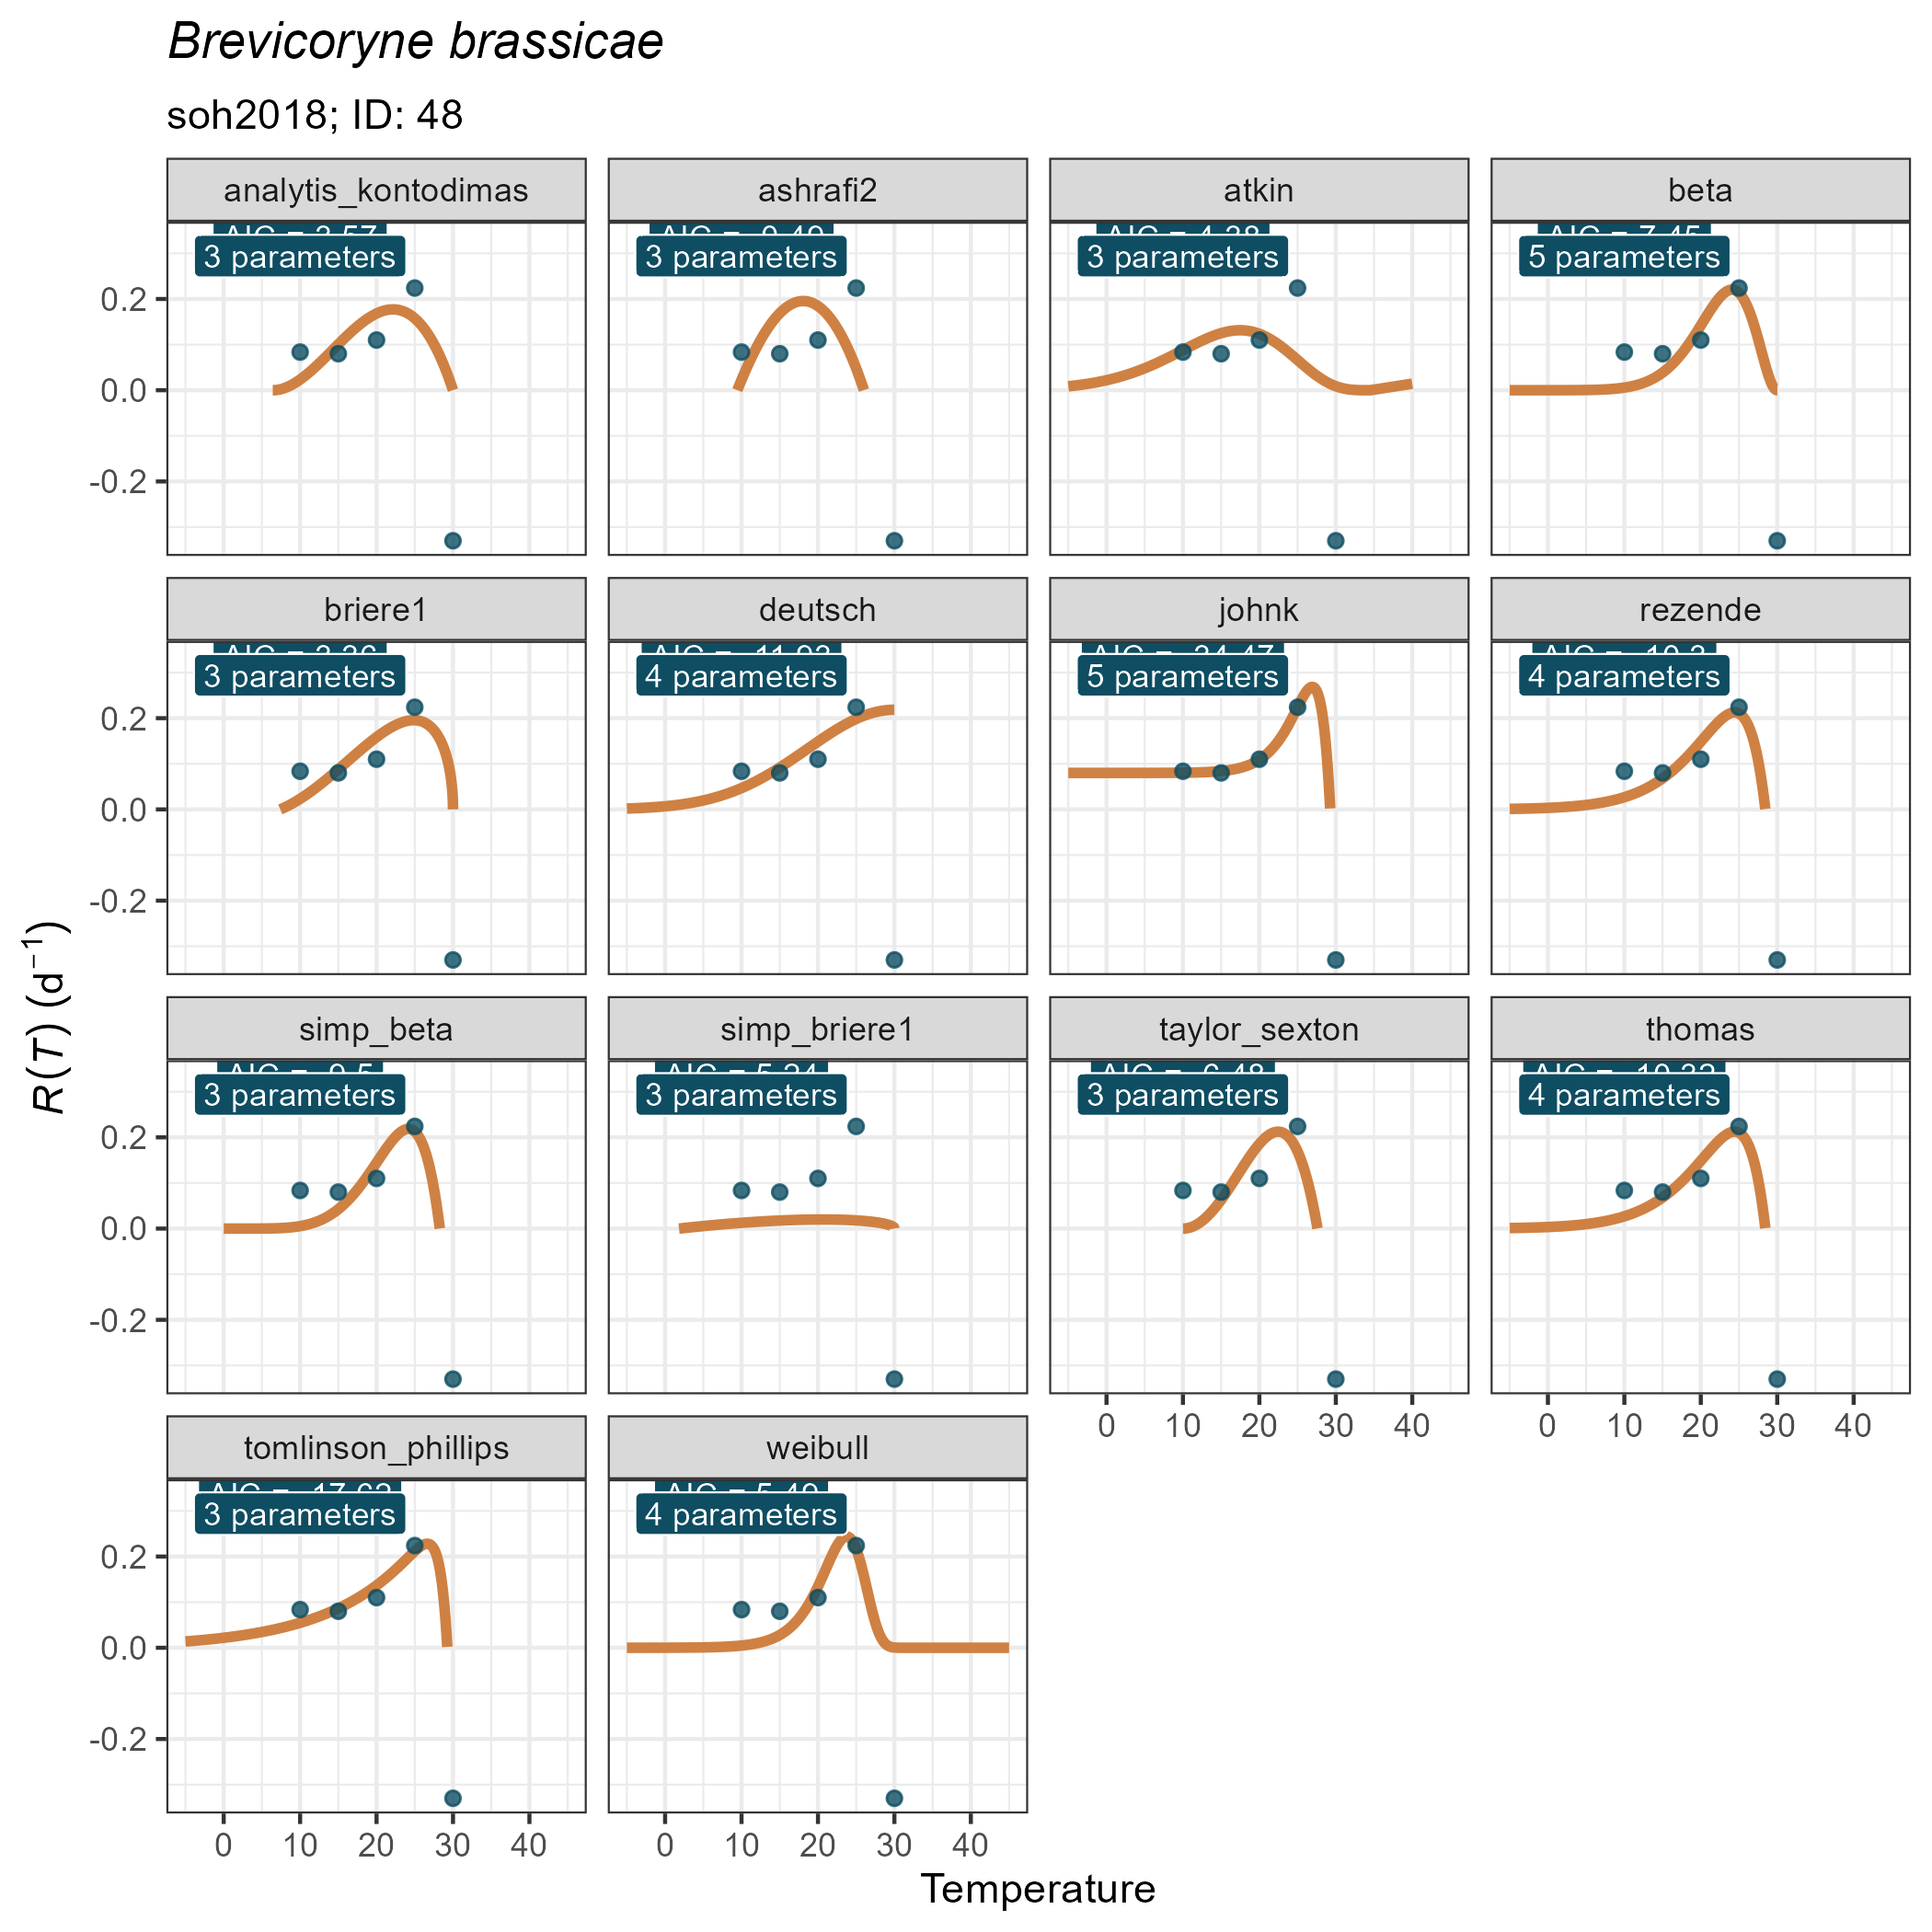 Brevicoryne brassicae
soh2018; ID: 48
analytis_kontodimas
ashrafi2
atkin
beta
3 parameters
3 parameters
3 parameters
5 parameters
0.2
0.0
-0.2
briere1
deutsch
johnk
rezende
3 parameters
4 parameters
5 parameters
4 parameters
0.2
0.0
-0.2
R(T) (d⁻¹)
simp_beta
simp_briere1
taylor_sexton
thomas
3 parameters
3 parameters
3 parameters
4 parameters
0.2
0.0
-0.2
0 10 20 30 40
0 10 20 30 40
tomlinson_phillips
weibull
3 parameters
4 parameters
0.2
0.0
-0.2
0 10 20 30 40
0 10 20 30 40
Temperature